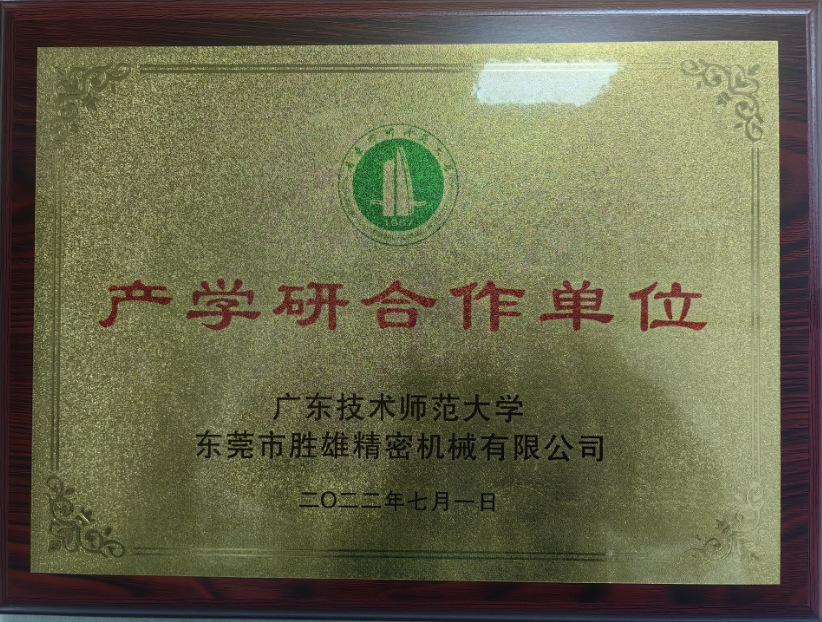 1957
产学研合作单位
广东技术师范大学
东莞市胜雄精密机械有限公司
二〇二二年七月一日